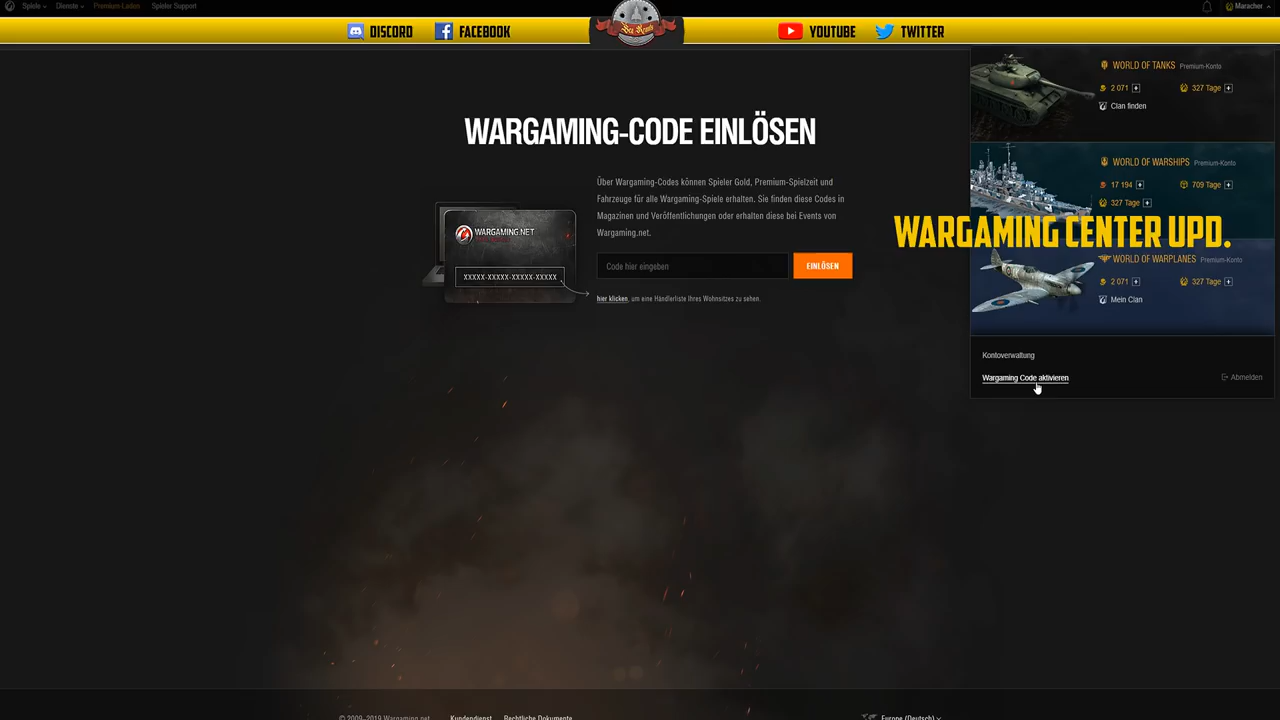 Spiele
Dienste
Premium-Laden
Spieler Support
Maracher
DISCORD
FACEBOOK
YOUTUBE
TWITTER
WORLD OF TANKS Premium-Konto
2 071
327 Tage
Clan finden
WORLD OF WARSHIPS Premium-Konto
17 194
709 Tage
327 Tage
WARGAMING CENTER UPD.
WORLD OF WARPLANES Premium-Konto
2 071
327 Tage
Mein Clan
Kontoverwaltung
Wargaming Code aktivieren
Abmelden
WARGAMING-CODE EINLÖSEN
Über Wargaming-Codes können Spieler Gold, Premium-Spielzeit und
Fahrzeuge für alle Wargaming-Spiele erhalten. Sie finden diese Codes in
Magazinen und Veröffentlichungen oder erhalten diese bei Events von
Wargaming.net.
WARGAMING.NET
XXXXX-XXXXX-XXXXX-XXXXX
Code hier eingeben
EINLÖSEN
hier klicken, um eine Händlerliste Ihres Wohnsitzes zu sehen.
© 2009–2019 Wargaming.net
Kundendienst
Rechtliche Dokumente
Europe (Deutsch)